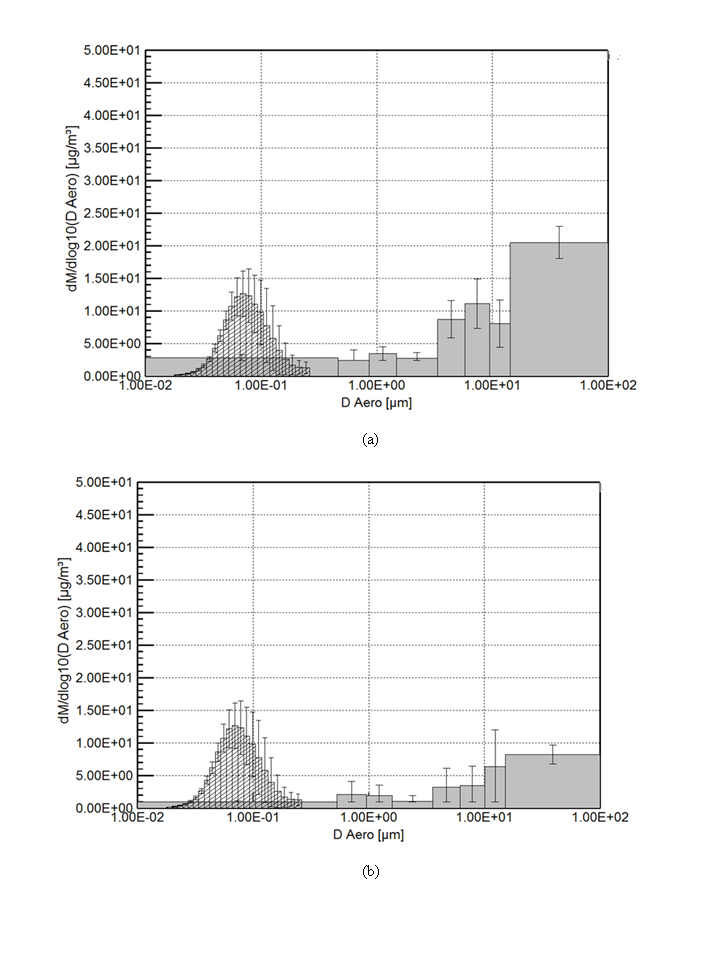 5.00E+01
4.50E+01
4.00E+01
3.50E+01
3.00E+01
2.50E+01
2.00E+01
1.50E+01
1.00E+01
5.00E+00
0.00E+00
dM/dlog10(D Aero) [µg/m³]
1.00E-02 1.00E-01 1.00E+00 1.00E+01 1.00E+02
D Aero [µm]
(a)
5.00E+01
4.50E+01
4.00E+01
3.50E+01
3.00E+01
2.50E+01
2.00E+01
1.50E+01
1.00E+01
5.00E+00
0.00E+00
dM/dlog10(D Aero) [µg/m³]
1.00E-02 1.00E-01 1.00E+00 1.00E+01 1.00E+02
D Aero [µm]
(b)